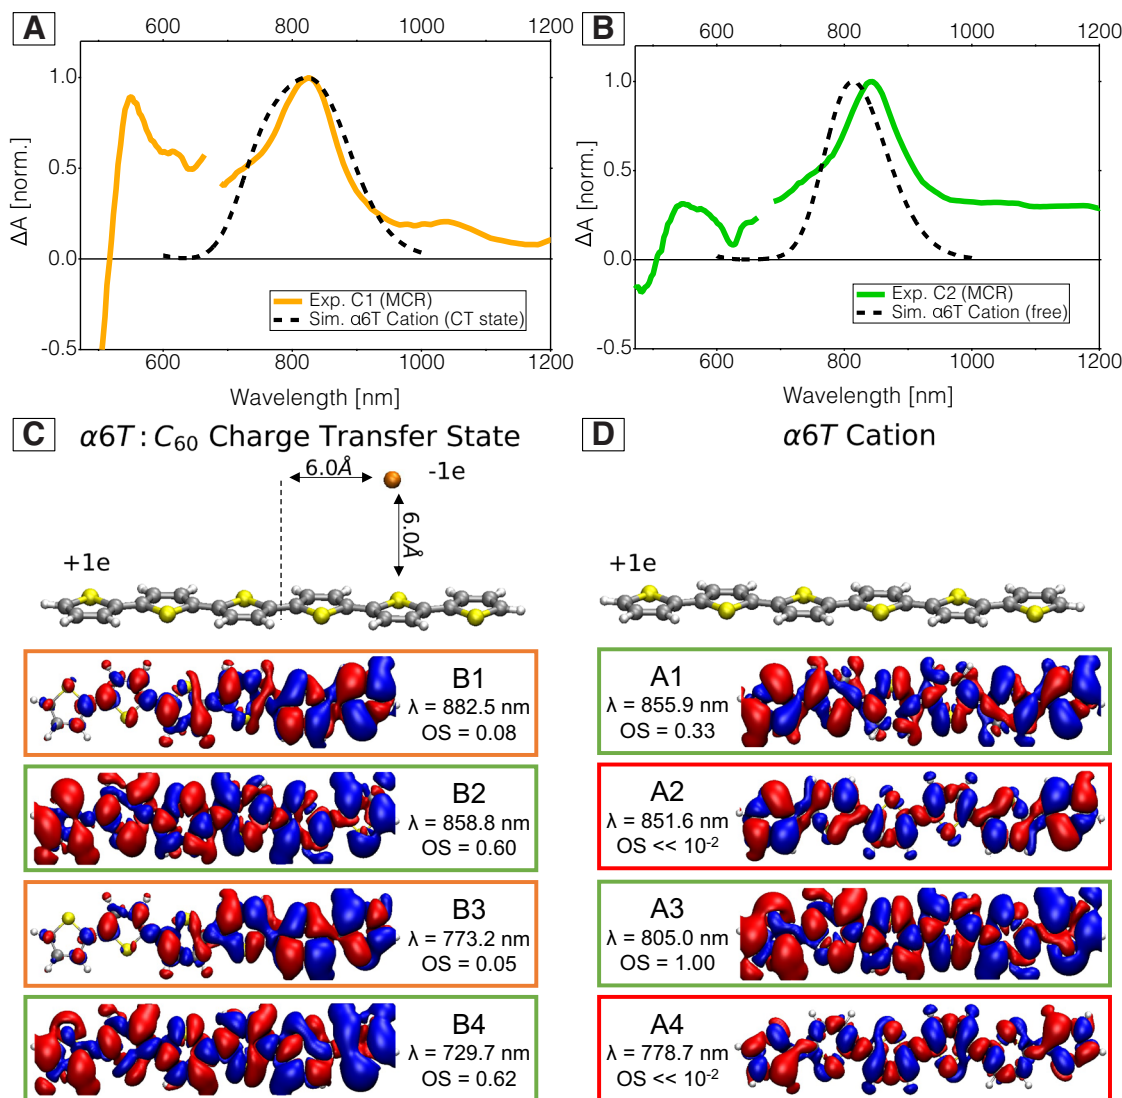 A
600 800 1000 1200
1.0
0.5
0.0
-0.5
ΔA [norm.]
Exp. C1 (MCR)
Sim. α6T Cation (CT state)
600 800 1000 1200
Wavelength [nm]
B
600 800 1000 1200
1.0
0.5
0.0
-0.5
ΔA [norm.]
Exp. C2 (MCR)
Sim. α6T Cation (free)
600 800 1000 1200
Wavelength [nm]
C
α6T : C₆₀ Charge Transfer State
6.0Å
-1e
6.0Å
+1e
B1
λ = 882.5 nm
OS = 0.08
B2
λ = 858.8 nm
OS = 0.60
B3
λ = 773.2 nm
OS = 0.05
B4
λ = 729.7 nm
OS = 0.62
D
α6T Cation
+1e
A1
λ = 855.9 nm
OS = 0.33
A2
λ = 851.6 nm
OS << 10⁻²
A3
λ = 805.0 nm
OS = 1.00
A4
λ = 778.7 nm
OS << 10⁻²